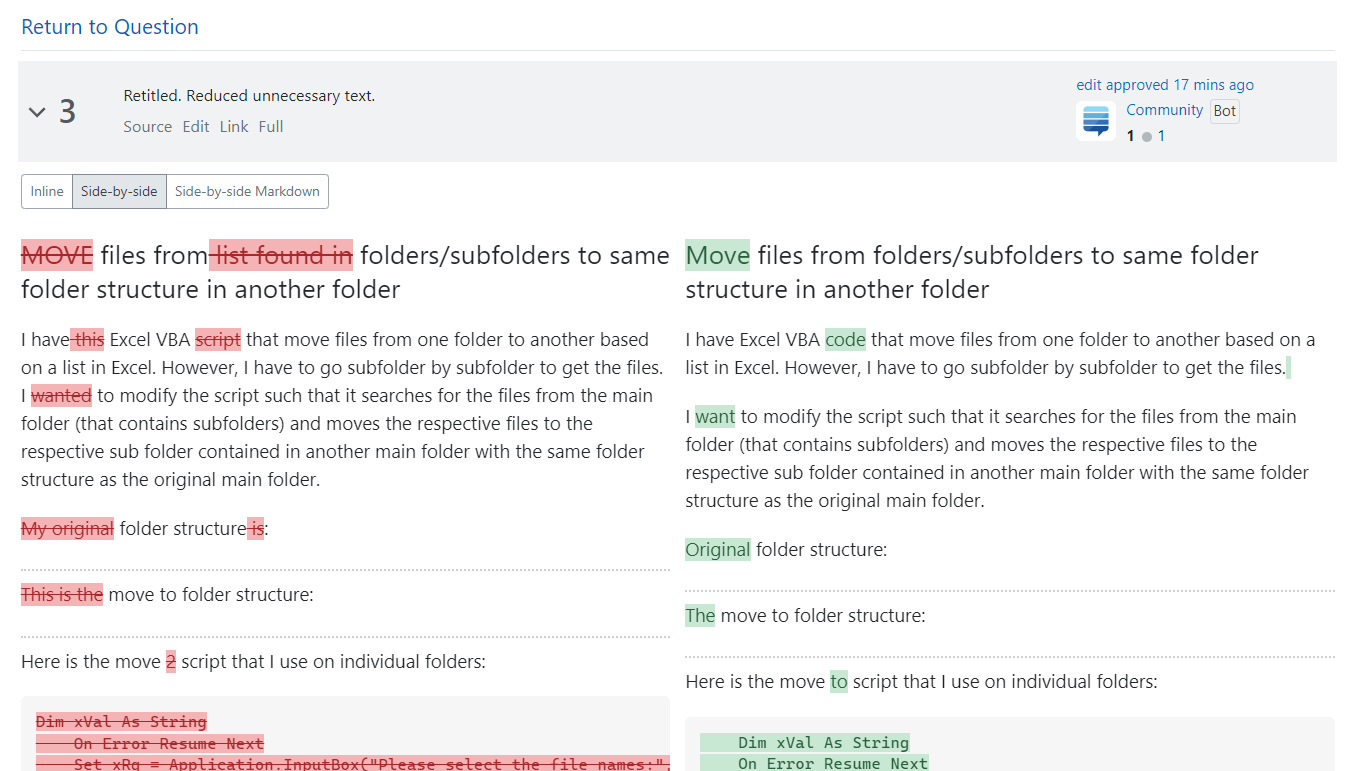 Return to Question
3
Retitled. Reduced unnecessary text.
Source Edit Link Full
edit approved 17 mins ago
Community Bot
1 1
Inline Side-by-side Side-by-side Markdown
MOVE files from list found in folders/subfolders to same
folder structure in another folder
I have this Excel VBA script that move files from one folder to another based
on a list in Excel. However, I have to go subfolder by subfolder to get the files.
I wanted to modify the script such that it searches for the files from the main
folder (that contains subfolders) and moves the respective files to the
respective sub folder contained in another main folder with the same folder
structure as the original main folder.
My original folder structure is:
This is the move to folder structure:
Here is the move 2 script that I use on individual folders:
Dim xVal As String
On Error Resume Next
Set xRg = Application.InputBox("Please select the file names:",
Move files from folders/subfolders to same folder
structure in another folder
I have Excel VBA code that move files from one folder to another based on a
list in Excel. However, I have to go subfolder by subfolder to get the files.
I want to modify the script such that it searches for the files from the main
folder (that contains subfolders) and moves the respective files to the
respective sub folder contained in another main folder with the same folder
structure as the original main folder.
Original folder structure:
The move to folder structure:
Here is the move to script that I use on individual folders:
Dim xVal As String
On Error Resume Next